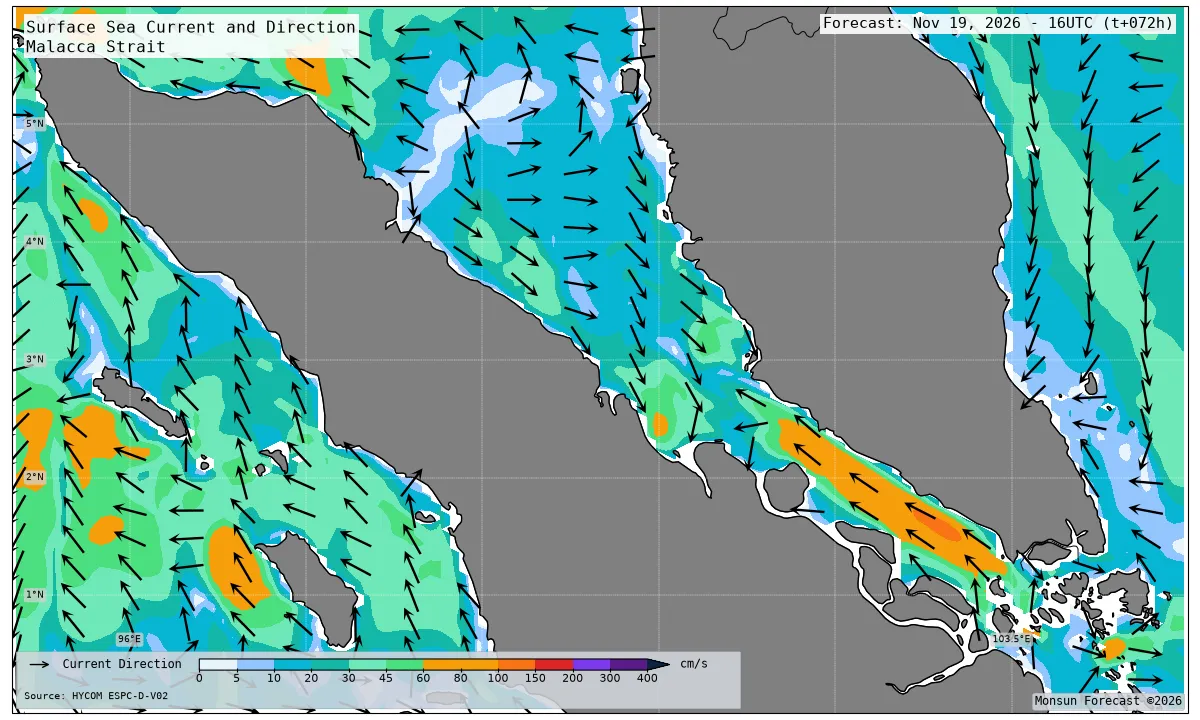 Surface Sea Current and Direction
Malacca Strait
Forecast: Nov 19, 2026 - 16UTC (t+072h)
5°N
4°N
3°N
2°N
1°N
96°E
103.5°E
Current Direction
0 5 10 20 30 45 60 80 100 150 200 300 400
cm/s
Source: HYCOM ESPC-D-V02
Monsun Forecast ©2026